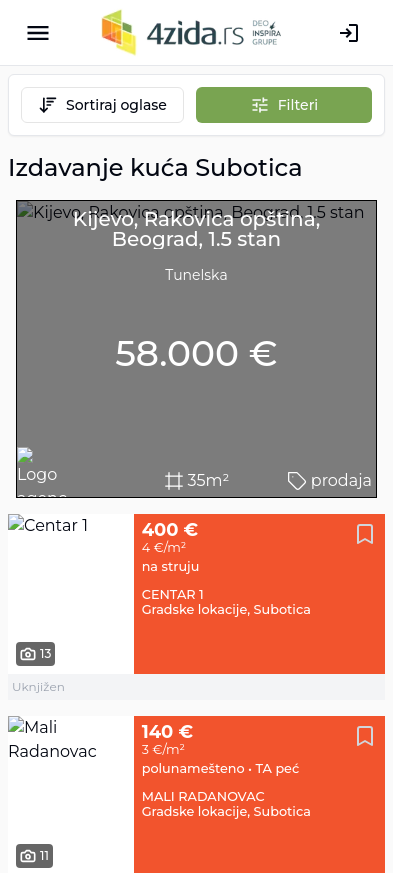 4zida.rs DEO INSPIRA GRUPE
Sortiraj oglase
Filteri
Izdavanje kuća Subotica
Kijevo, Rakovica opština, Beograd, 1.5 stan
Kijevo, Rakovica opština,
Beograd, 1.5 stan
Tunelska
58.000 €
Logo
35m²
prodaja
Centar 1
400 €
4 €/m²
na struju
CENTAR 1
Gradske lokacije, Subotica
13
Uknjižen
Mali
Radanovac
140 €
3 €/m²
polunamešteno • TA peć
MALI RADANOVAC
Gradske lokacije, Subotica
11